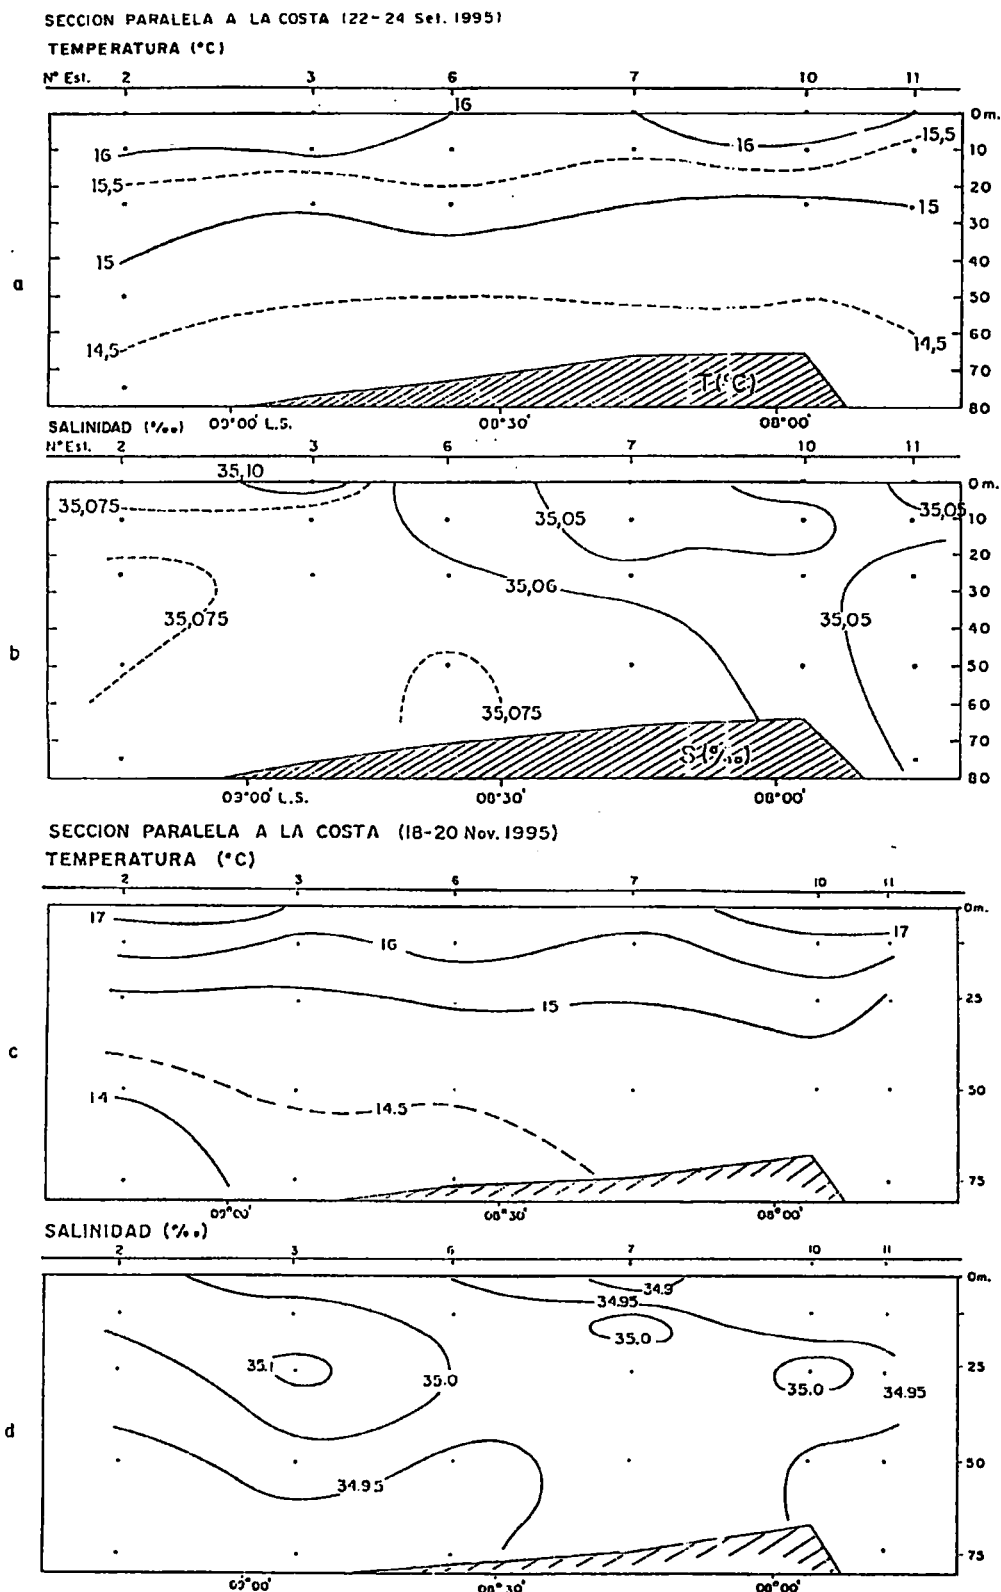 SECCION PARALELA A LA COSTA (22-24 Set. 1995)
TEMPERATURA (°C)
N° Est. 2 3 6 7 10 11
16
0m.
16 16 15,5
10
15,5
20
15
30
15
40
a
50
14,5 14,5
60
T(°C)
70
80
09°00' L.S. 08°30' 08°00'
SALINIDAD (‰)
N° Est. 2 3 6 7 10 11
35,10
0m.
35,075 35,05 35,05
10
20
35,06
30
35,075 35,05
40
b
50
60
35,075
70
S(‰)
80
09°00' L.S. 08°30' 08°00'
SECCION PARALELA A LA COSTA (18-20 Nov. 1995)
TEMPERATURA (°C)
2 3 6 7 10 11
0m.
17 17
16
25
15
c
50
14 14.5
75
09°00' 08°30' 08°00'
SALINIDAD (‰)
2 3 6 7 10 11
0m.
34.9
34.95
35.0
25
35.1 35.0 35.0 34.95
d
50
34.95
75
09°00' 08°30' 08°00'